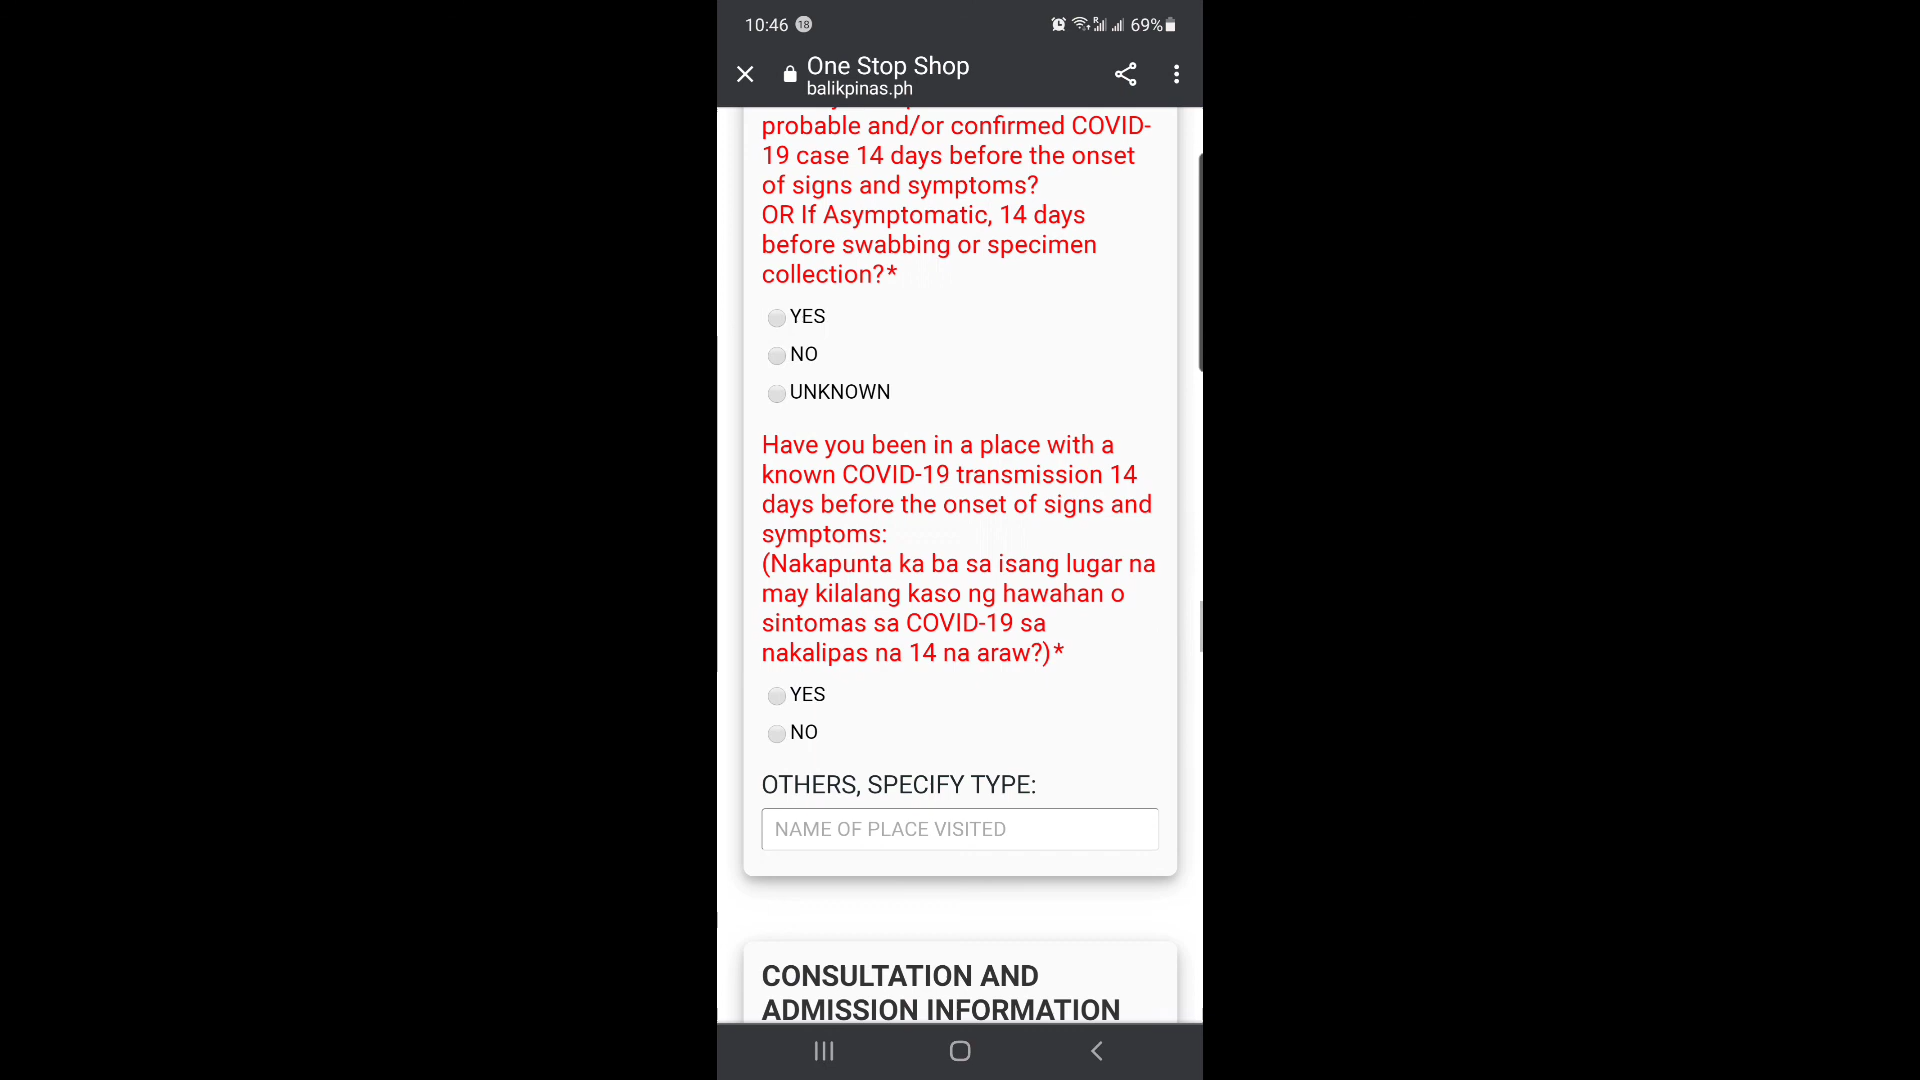 10:46 18 69%
One Stop Shop
balikpinas.ph
probable and/or confirmed COVID-
19 case 14 days before the onset
of signs and symptoms?
OR If Asymptomatic, 14 days
before swabbing or specimen
collection?*
YES
NO
UNKNOWN
Have you been in a place with a
known COVID-19 transmission 14
days before the onset of signs and
symptoms:
(Nakapunta ka ba sa isang lugar na
may kilalang kaso ng hawahan o
sintomas sa COVID-19 sa
nakalipas na 14 na araw?)*
YES
NO
OTHERS, SPECIFY TYPE:
NAME OF PLACE VISITED
CONSULTATION AND
ADMISSION INFORMATION